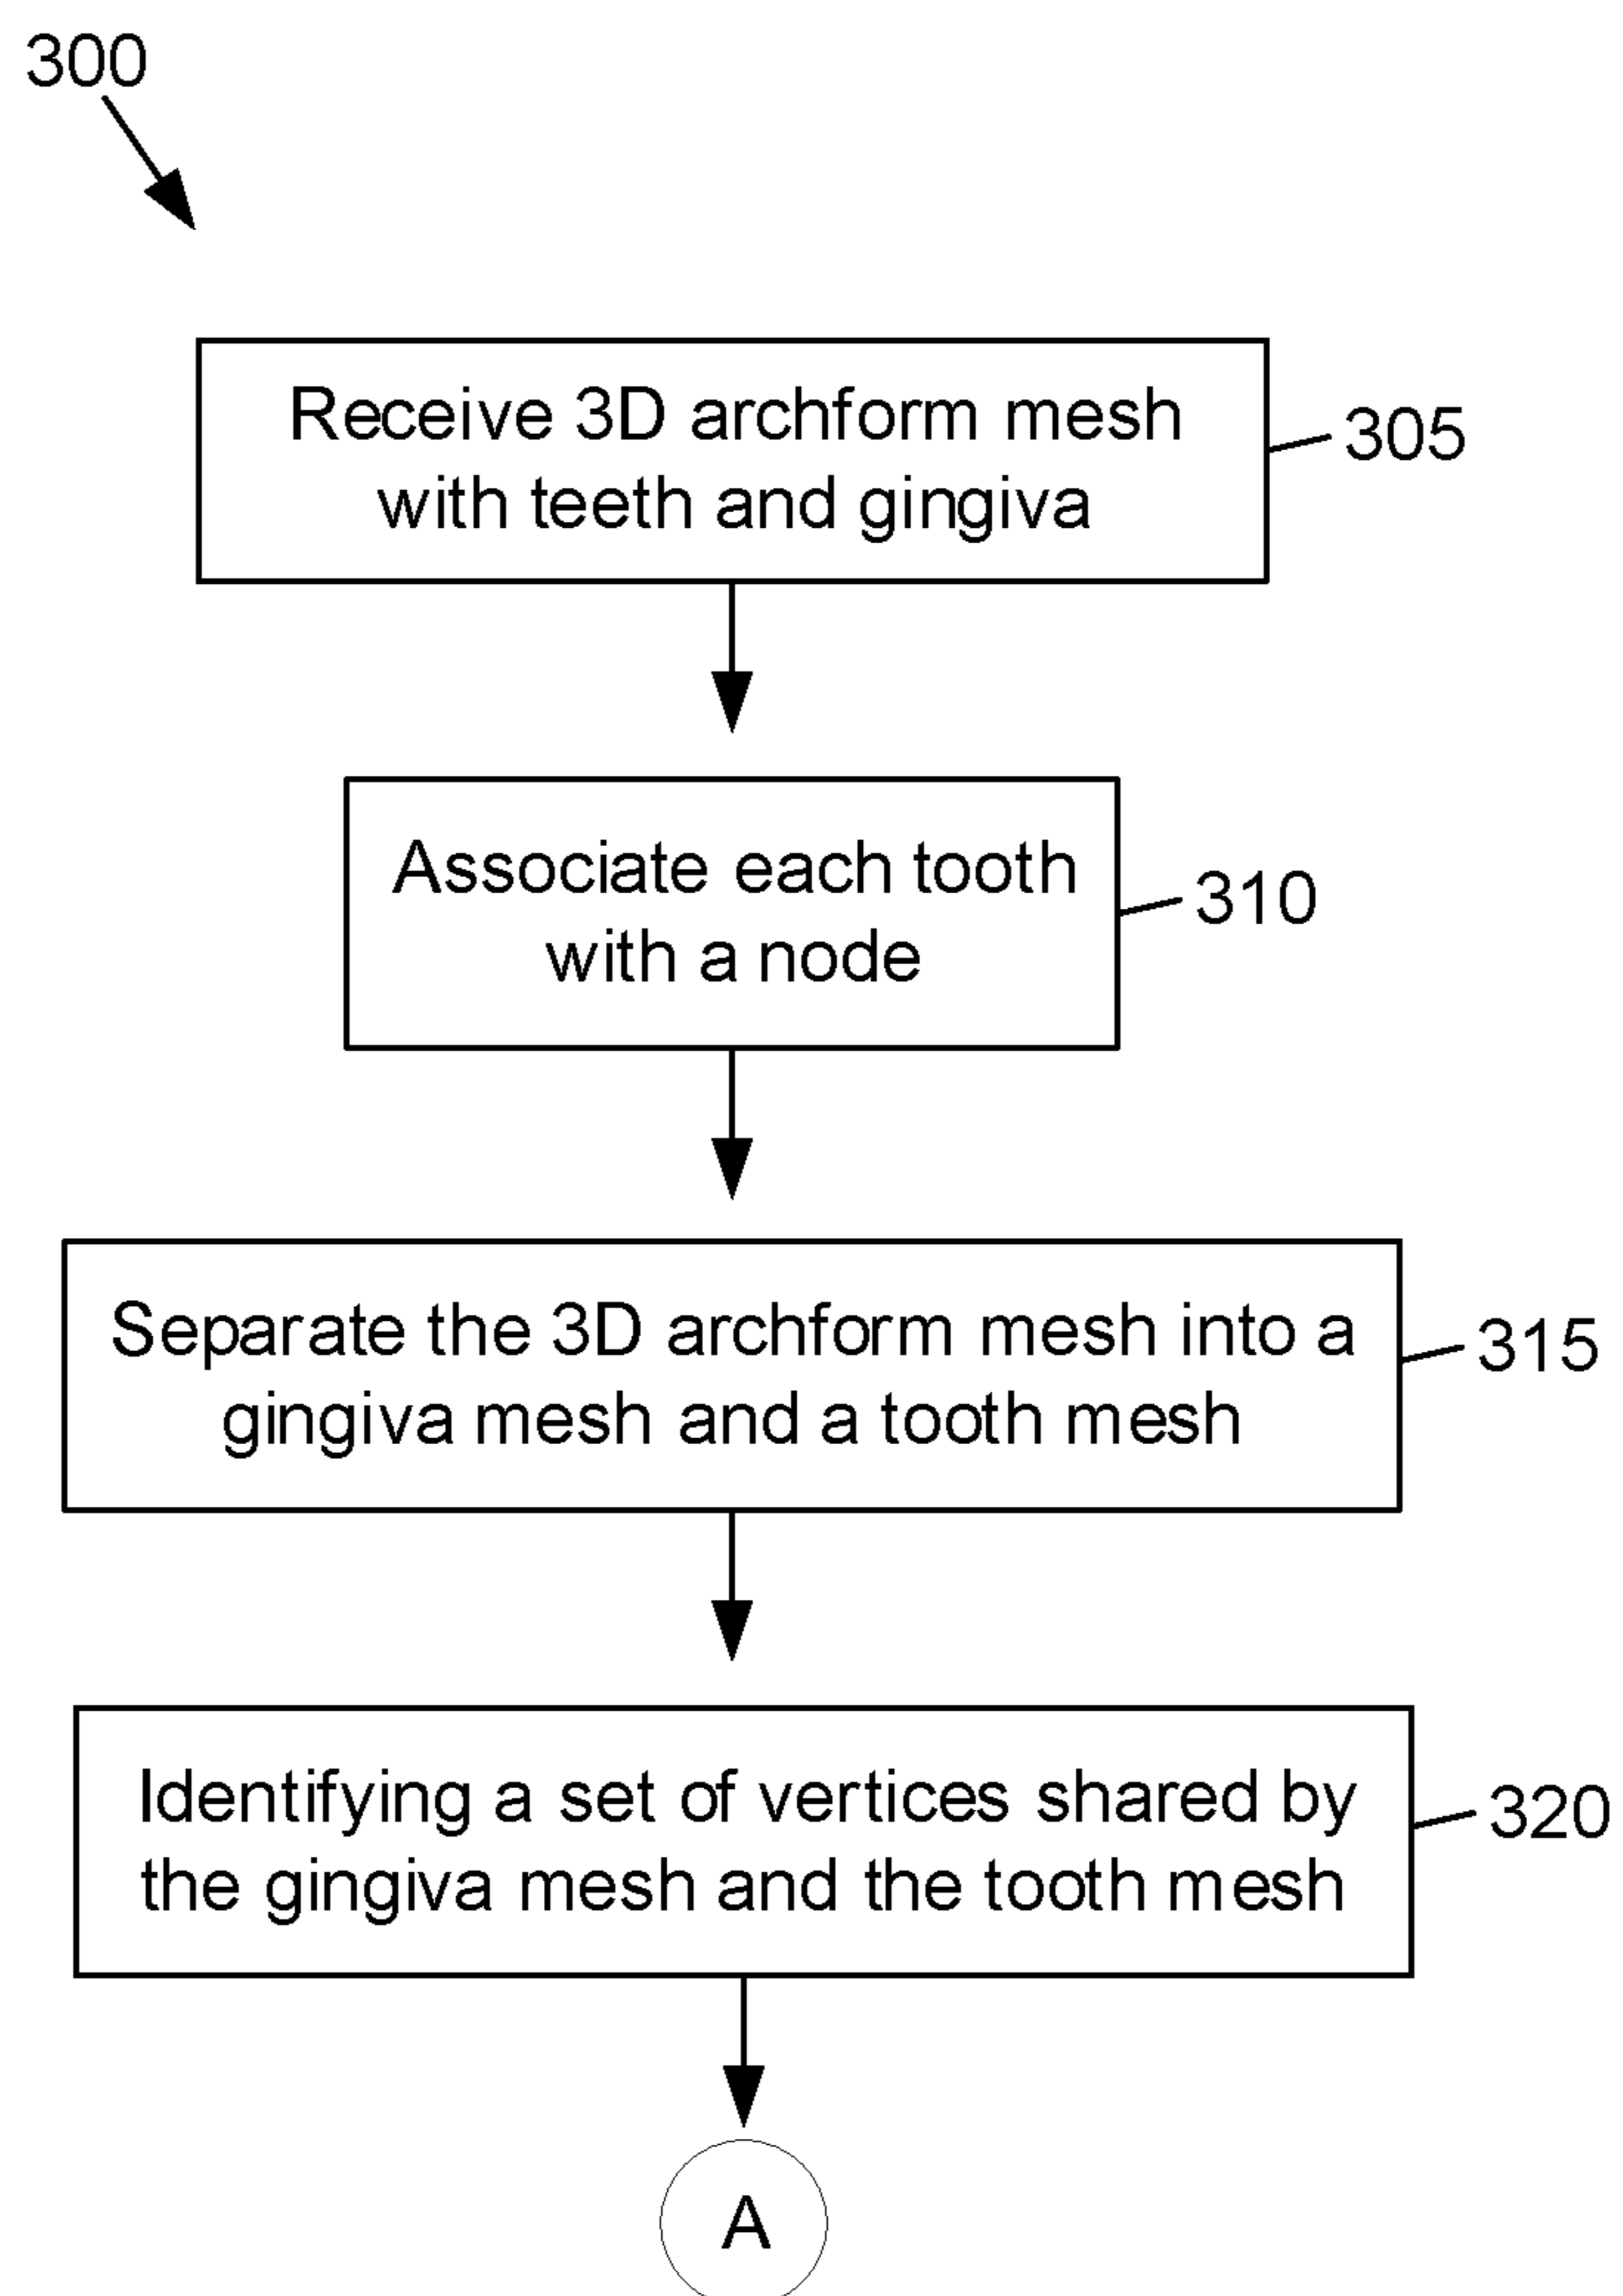 300
Receive 3D archform mesh
with teeth and gingiva
305
Associate each tooth
with a node
310
Separate the 3D archform mesh into a
gingiva mesh and a tooth mesh
315
Identifying a set of vertices shared by
the gingiva mesh and the tooth mesh
320
A